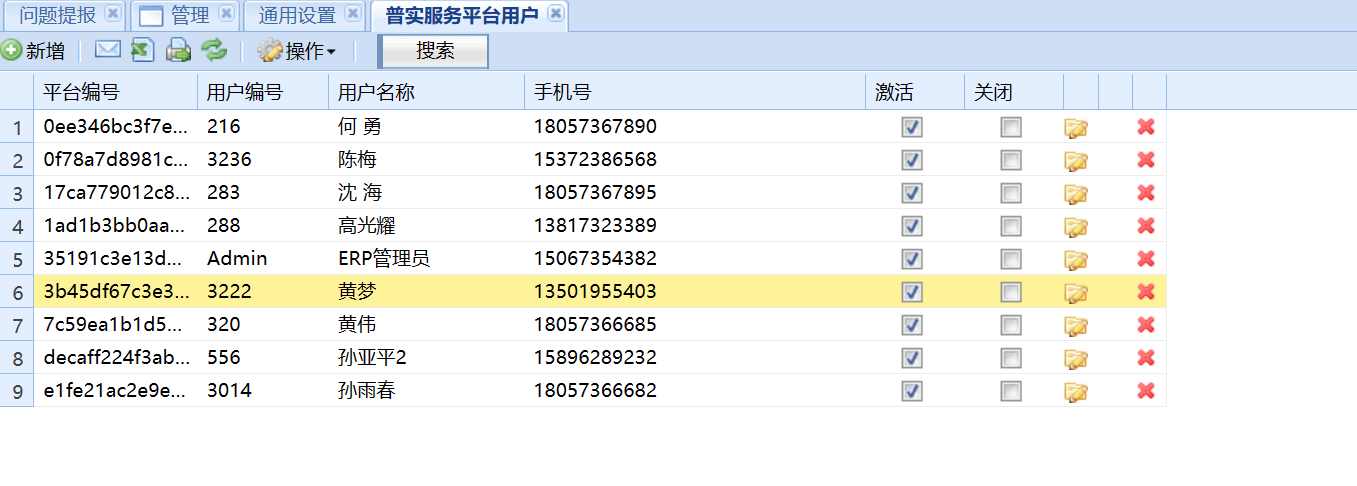 问题提报 管理 通用设置 普实服务平台用户
新增 操作 搜索
平台编号 用户编号 用户名称 手机号 激活 关闭
1 0ee346bc3f7e... 216 何 勇 18057367890
2 0f78a7d8981c... 3236 陈梅 15372386568
3 17ca779012c8... 283 沈 海 18057367895
4 1ad1b3bb0aa... 288 高光耀 13817323389
5 35191c3e13d... Admin ERP管理员 15067354382
6 3b45df67c3e3... 3222 黄梦 13501955403
7 7c59ea1b1d5... 320 黄伟 18057366685
8 decaff224f3ab... 556 孙亚平2 15896289232
9 e1fe21ac2e9e... 3014 孙雨春 18057366682